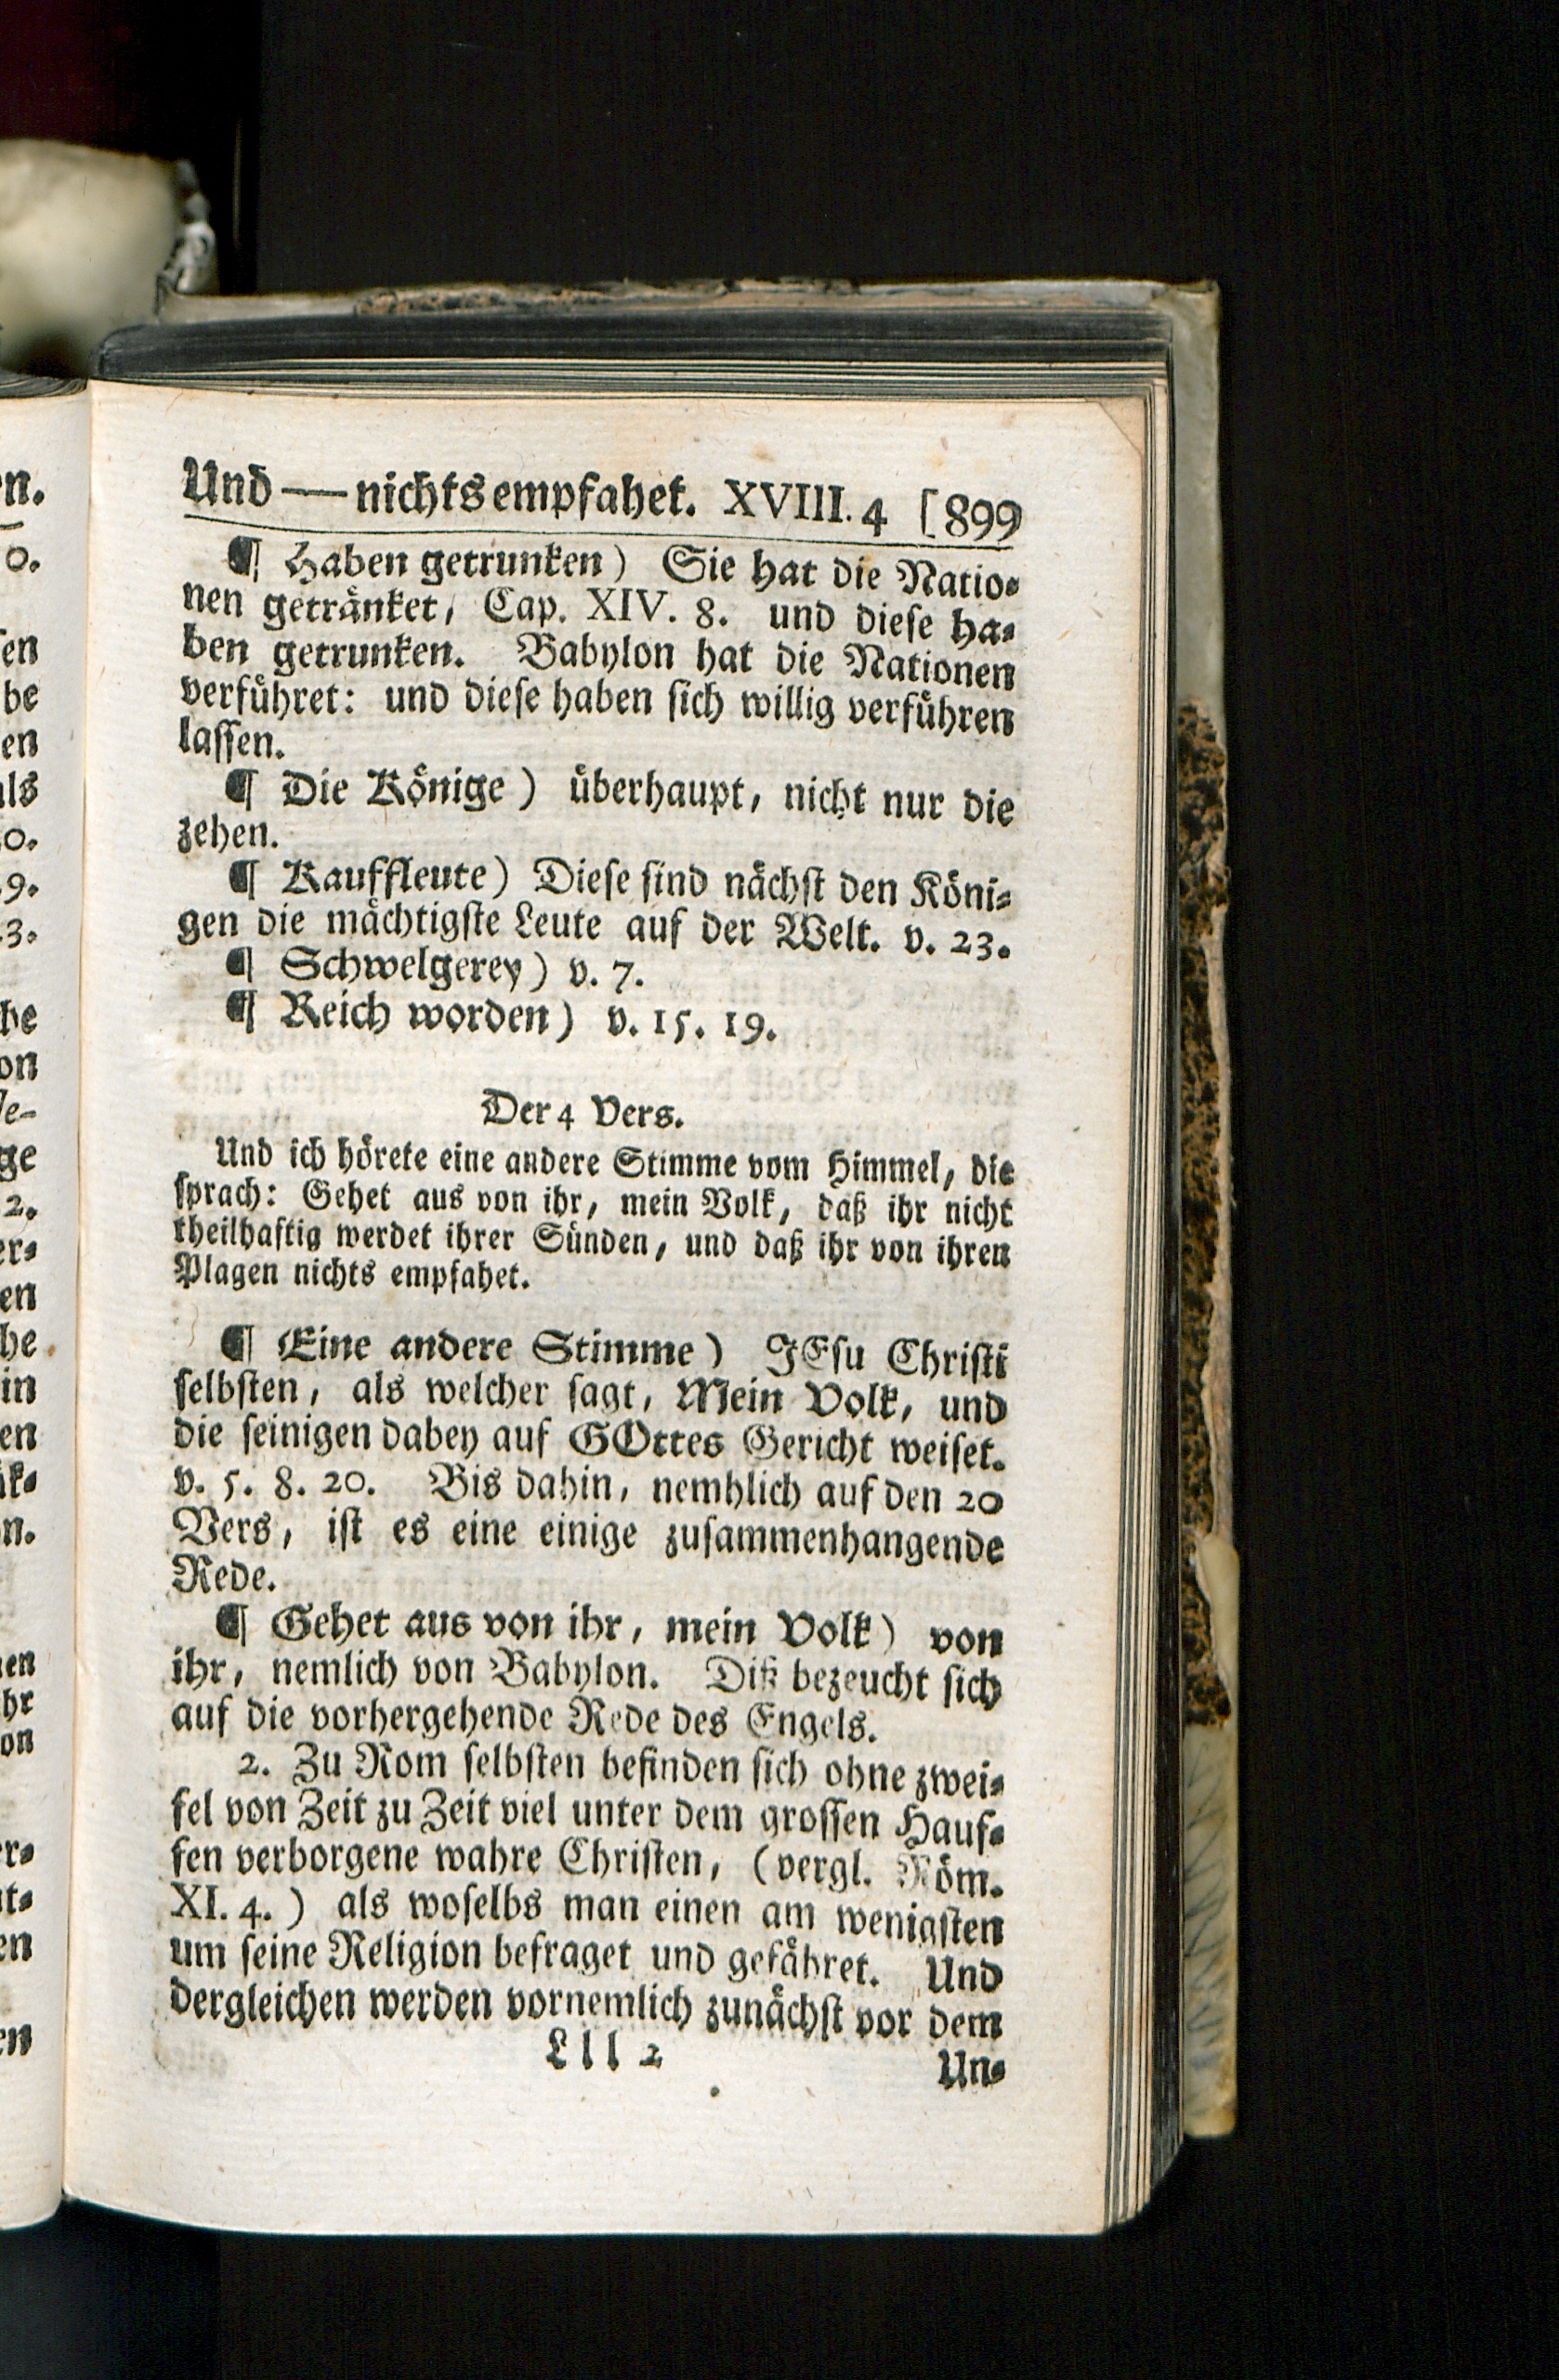 Und — nichts empfahet. XVIII. 4 [899
¶ Haben getrunken) Sie hat die Natio-
nen getränket, Cap. XIV. 8. und diese ha-
ben getrunken. Babylon hat die Nationen
verführet: und diese haben sich willig verführen
lassen.
¶ Die Könige) überhaupt, nicht nur die
zehen.
¶ Kauffleute) Diese sind nächst den Köni-
gen die mächtigste Leute auf der Welt. v. 23.
¶ Schwelgerey) v. 7.
¶ Reich worden) v. 15. 19.
Der 4 Vers.
Und ich hörete eine andere Stimme vom Himmel, die
sprach: Gehet aus von ihr, mein Volk, daß ihr nicht
theilhaftig werdet ihrer Sünden, und daß ihr von ihren
Plagen nichts empfahet.
¶ Eine andere Stimme) JEsu Christi
selbsten, als welcher sagt, Mein Volk, und
die seinigen dabey auf GOttes Gericht weiset.
v. 5. 8. 20. Bis dahin, nemhlich auf den 20
Vers, ist es eine einige zusammenhangende
Rede.
¶ Gehet aus von ihr, mein Volk) von
ihr, nemlich von Babylon. Diß bezeucht sich
auf die vorhergehende Rede des Engels.
2. Zu Rom selbsten befinden sich ohne zwei-
fel von Zeit zu Zeit viel unter dem grossen Hauf-
fen verborgene wahre Christen, (vergl. Röm.
XI. 4.) als woselbs man einen am wenigsten
um seine Religion befraget und gefähret. Und
dergleichen werden vornemlich zunächst vor dem
Lll 2
Un-